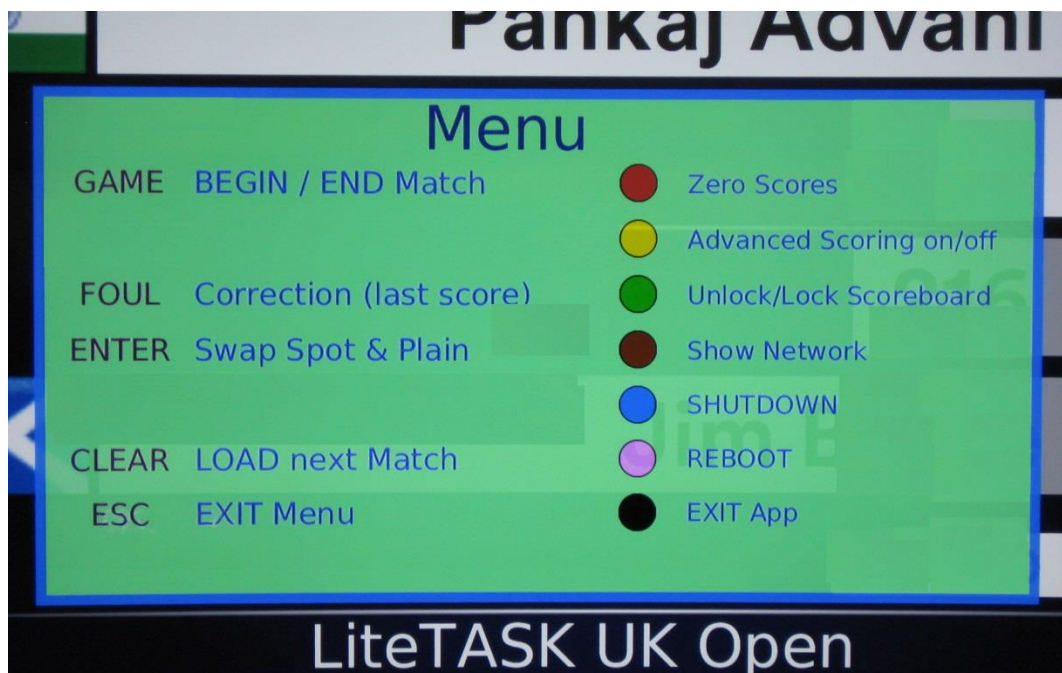 Pankaj Advani
Menu
GAME BEGIN / END Match Zero Scores
Advanced Scoring on/off
FOUL Correction (last score) Unlock/Lock Scoreboard
ENTER Swap Spot & Plain Show Network
SHUTDOWN
CLEAR LOAD next Match REBOOT
ESC EXIT Menu EXIT App
LiteTASK UK Open